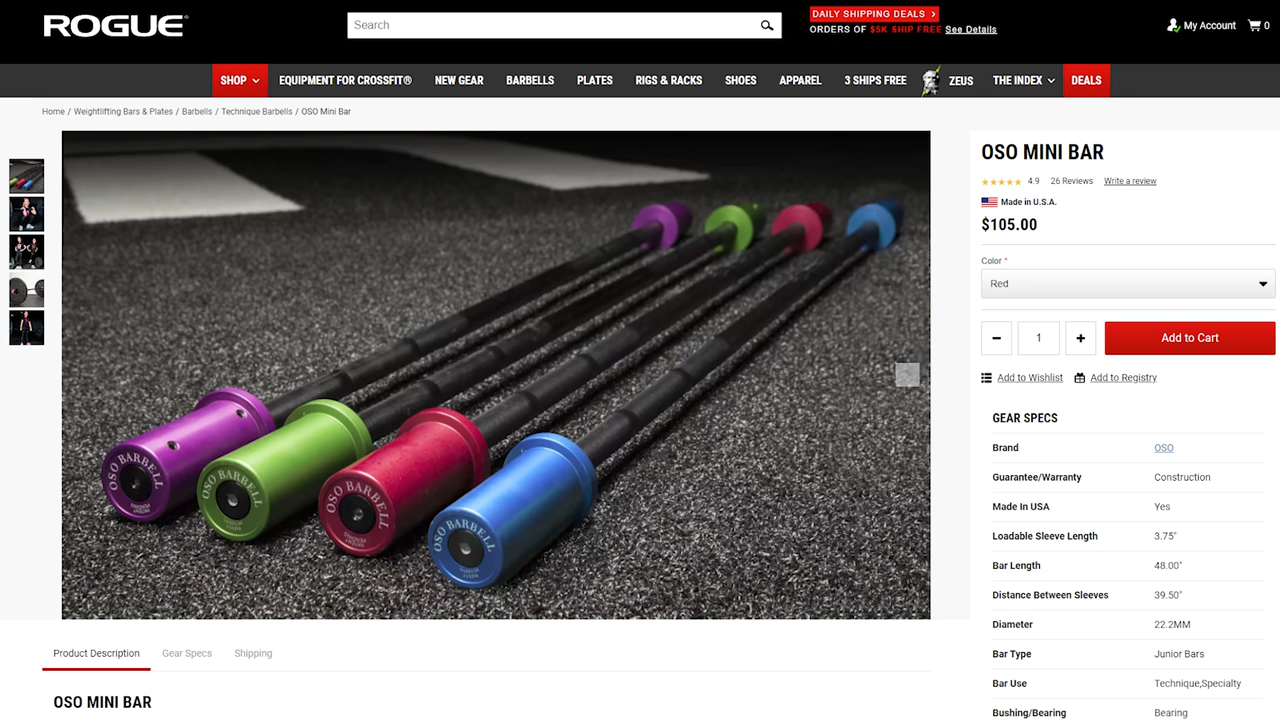 ROGUE®
Search
DAILY SHIPPING DEALS >
ORDERS OF $5K SHIP FREE See Details
My Account
0
SHOP
EQUIPMENT FOR CROSSFIT®
NEW GEAR
BARBELLS
PLATES
RIGS & RACKS
SHOES
APPAREL
3 SHIPS FREE
ZEUS
THE INDEX
DEALS
Home / Weightlifting Bars & Plates / Barbells / Technique Barbells / OSO Mini Bar
OSO BARBELL
OSO BARBELL
OSO BARBELL
OSO BARBELL
OSO MINI BAR
4.9 26 Reviews Write a review
Made in U.S.A.
$105.00
Color *
Red
- 1 + Add to Cart
Add to Wishlist Add to Registry
GEAR SPECS
Brand OSO
Guarantee/Warranty Construction
Made In USA Yes
Loadable Sleeve Length 3.75"
Bar Length 48.00"
Distance Between Sleeves 39.50"
Diameter 22.2MM
Bar Type Junior Bars
Bar Use Technique,Specialty
Bushing/Bearing Bearing
Product Description Gear Specs Shipping
OSO MINI BAR